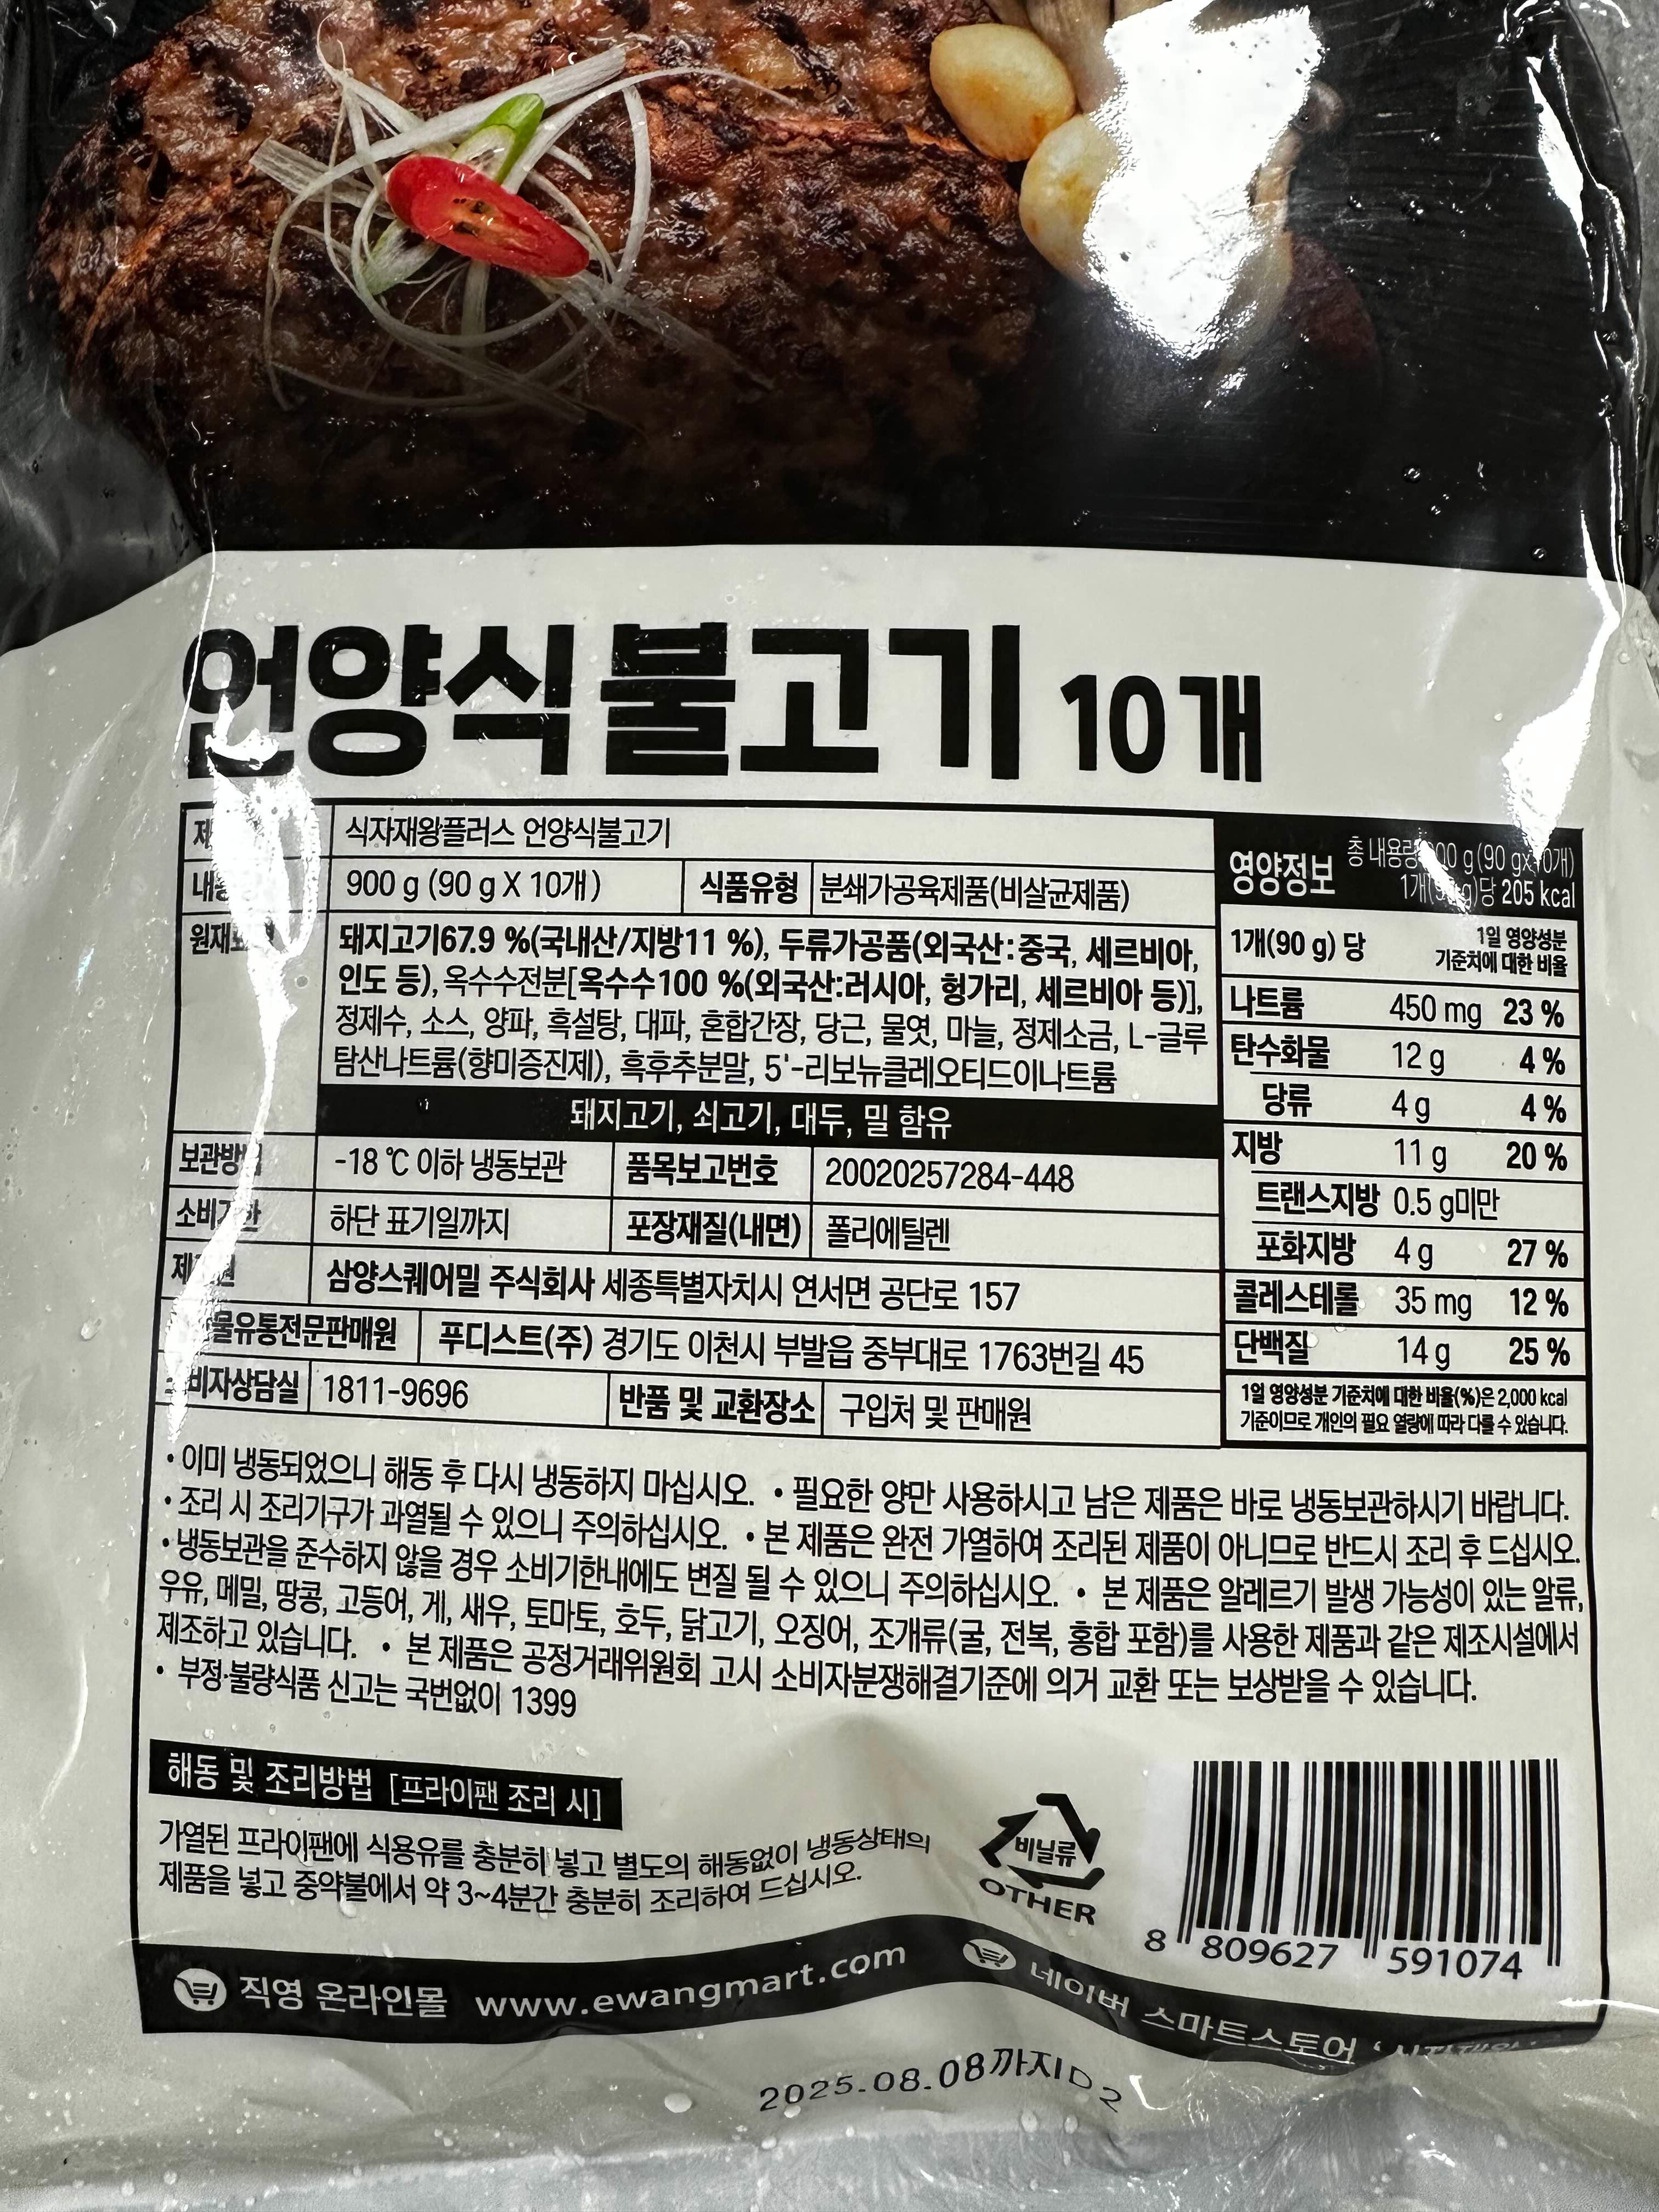 언양식 불고기 10개
식자재왕플러스 언양식불고기
900 g (90 g X 10개) 식품유형 분쇄가공육제품(비살균제품)
돼지고기67.9 %(국내산/지방11 %), 두류가공품(외국산:중국, 세르비아,
인도 등), 옥수수전분[옥수수100 %(외국산:러시아, 헝가리, 세르비아 등)],
정제수, 소스, 양파, 흑설탕, 대파, 혼합간장, 당근, 물엿, 마늘, 정제소금, L-글루
탐산나트륨(향미증진제), 흑후추분말, 5'-리보뉴클레오티드이나트륨
돼지고기, 쇠고기, 대두, 밀 함유
-18 ℃ 이하 냉동보관 품목보고번호 20020257284-448
하단 표기일까지 포장재질(내면) 폴리에틸렌
삼양스퀘어밀 주식회사 세종특별자치시 연서면 공단로 157
푸디스트(주) 경기도 이천시 부발읍 중부대로 1763번길 45
1811-9696 반품 및 교환장소 구입처 및 판매원
영양정보
205 kcal
1개(90 g) 당 1일 영양성분
기준치에 대한 비율
나트륨 450 mg 23 %
탄수화물 12 g 4 %
당류 4 g 4 %
지방 11 g 20 %
트랜스지방 0.5 g미만
포화지방 4 g 27 %
콜레스테롤 35 mg 12 %
단백질 14 g 25 %
1일 영양성분 기준치에 대한 비율(%)은 2,000 kcal
기준이므로 개인의 필요 열량에 따라 다를 수 있습니다.
• 이미 냉동되었으니 해동 후 다시 냉동하지 마십시오. • 필요한 양만 사용하시고 남은 제품은 바로 냉동보관하시기 바랍니다.
• 조리 시 조리기구가 과열될 수 있으니 주의하십시오. • 본 제품은 완전 가열하여 조리된 제품이 아니므로 반드시 조리 후 드십시오.
• 냉동보관을 준수하지 않을 경우 소비기한내에도 변질 될 수 있으니 주의하십시오. • 본 제품은 알레르기 발생 가능성이 있는 알류,
우유, 메밀, 땅콩, 고등어, 게, 새우, 토마토, 호두, 닭고기, 오징어, 조개류(굴, 전복, 홍합 포함)를 사용한 제품과 같은 제조시설에서
제조하고 있습니다. • 본 제품은 공정거래위원회 고시 소비자분쟁해결기준에 의거 교환 또는 보상받을 수 있습니다.
• 부정·불량식품 신고는 국번없이 1399
해동 및 조리방법 [프라이팬 조리 시]
가열된 프라이팬에 식용유를 충분히 넣고 별도의 해동없이 냉동상태의
제품을 넣고 중약불에서 약 3~4분간 충분히 조리하여 드십시오.
비닐류
OTHER
8 809627 591074
직영 온라인몰 www.ewangmart.com 네이버 스마트스토어
2025.08.08까지D2